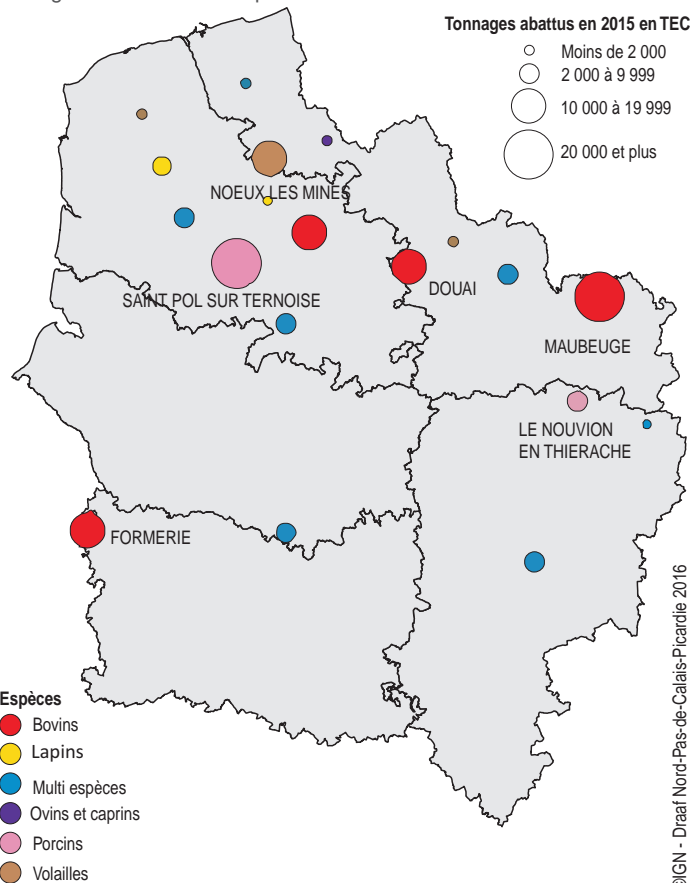 Tonnages abattus en 2015 en TEC
Moins de 2 000
2 000 à 9 999
10 000 à 19 999
20 000 et plus
NOEUX LES MINES
SAINT POL SUR TERNOISE
DOUAI
MAUBEUGE
LE NOUVION
EN THIERACHE
FORMERIE
Espèces
Bovins
Lapins
Multi espèces
Ovins et caprins
Porcins
Volailles
©IGN - Draaf Nord-Pas-de-Calais-Picardie 2016